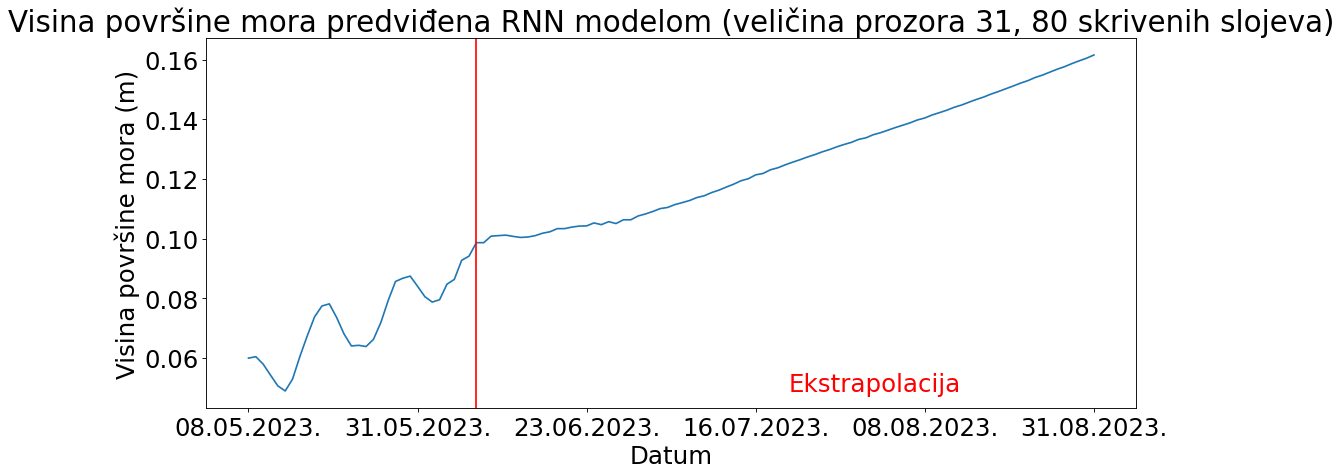 Visina površine mora predviđena RNN modelom (veličina prozora 31, 80 skrivenih slojeva)
Visina površine mora (m)
0.16
0.14
0.12
0.10
0.08
0.06
Ekstrapolacija
08.05.2023. 31.05.2023. 23.06.2023. 16.07.2023. 08.08.2023. 31.08.2023.
Datum